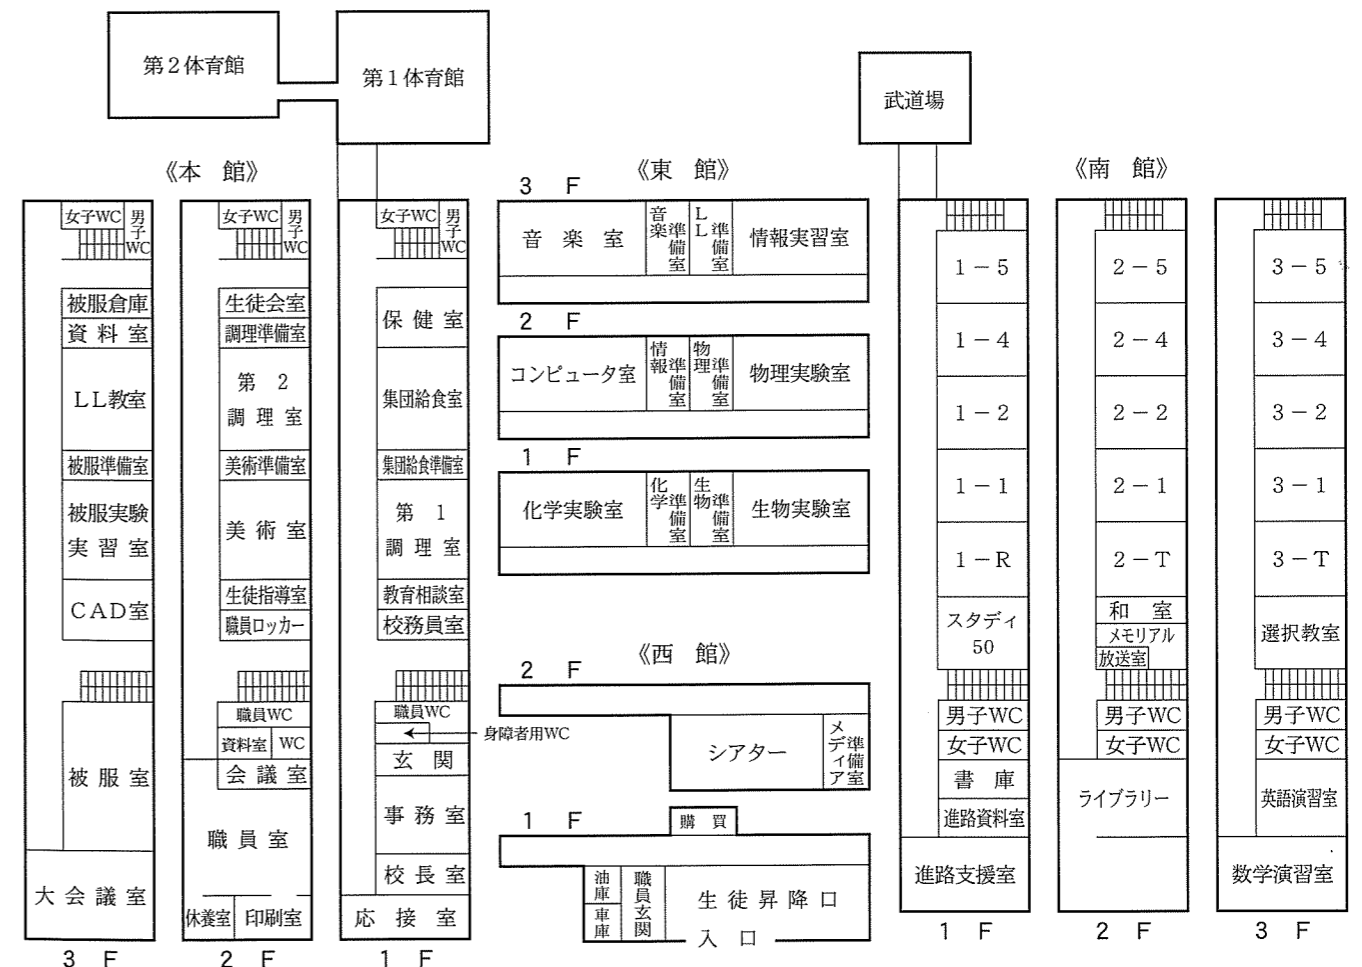 第2体育館
第1体育館
武道場
《本 館》
女子WC
男子WC
被服倉庫
資料室
LL教室
被服準備室
被服実験
実習室
CAD室
被服室
大会議室
3 F
女子WC
男子WC
生徒会室
調理準備室
第 2
調理室
美術準備室
美術室
生徒指導室
職員ロッカー
職員WC
資料室
WC
会議室
職員室
休養室
印刷室
2 F
女子WC
男子WC
保健室
集団給食室
集団給食準備室
第 1
調理室
教育相談室
校務員室
職員WC
身障者用WC
玄関
事務室
校長室
応接室
1 F
《東 館》
3 F
音楽室
音楽準備室
LL準備室
情報実習室
2 F
コンピュータ室
情報準備室
物理準備室
物理実験室
1 F
化学実験室
化学準備室
生物準備室
生物実験室
《西 館》
2 F
シアター
メディア準備室
1 F
購買
油庫
車庫
職員玄関
生徒昇降口
入口
《南 館》
1-5
1-4
1-2
1-1
1-R
スタディ
50
男子WC
女子WC
書庫
進路資料室
進路支援室
1 F
2-5
2-4
2-2
2-1
2-T
和室
メモリアル
放送室
男子WC
女子WC
ライブラリー
2 F
3-5
3-4
3-2
3-1
3-T
選択教室
男子WC
女子WC
英語演習室
数学演習室
3 F